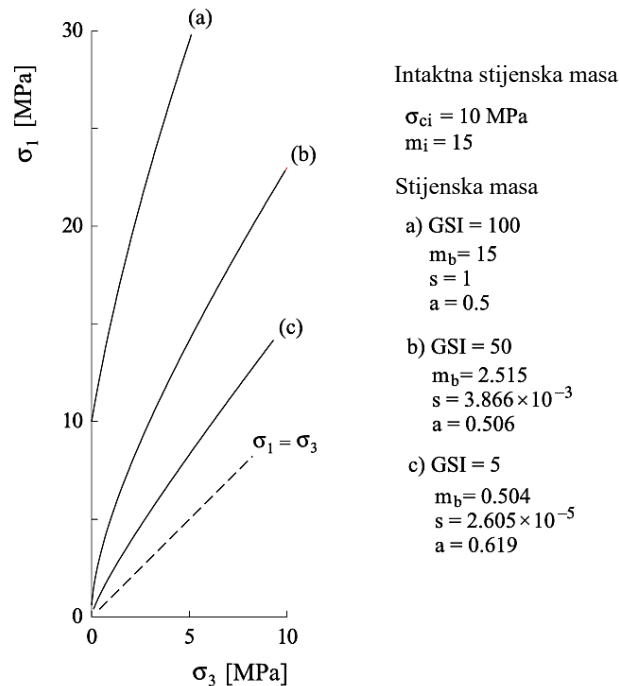 (a)
30
σ₁ [MPa]
(b)
20
(c)
10
σ₁ = σ₃
0
0
5
10
σ₃ [MPa]
Intaktna stijenska masa
σci = 10 MPa
mi = 15
Stijenska masa
a) GSI = 100
mb= 15
s = 1
a = 0.5
b) GSI = 50
mb= 2.515
s = 3.866×10⁻³
a = 0.506
c) GSI = 5
mb= 0.504
s = 2.605×10⁻⁵
a = 0.619